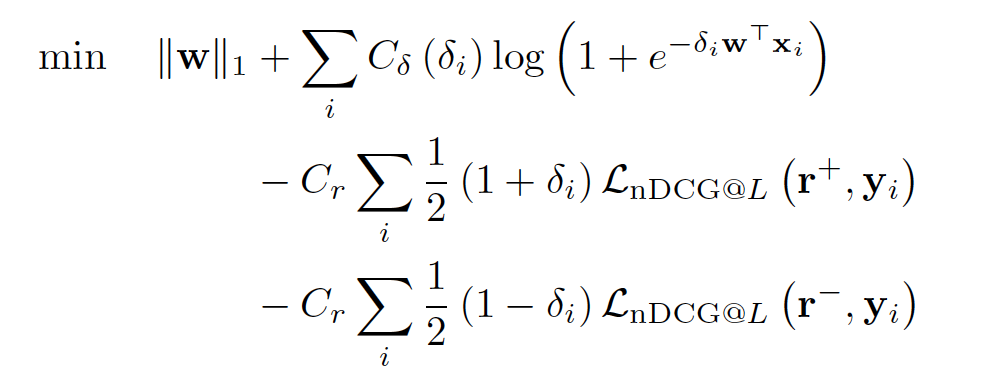 min ‖w‖₁ + ∑ᵢ C_δ (δᵢ) log (1 + e^{−δᵢ w^⊤ xᵢ})
− C_r ∑ᵢ ½ (1 + δᵢ) 𝓛_{nDCG@L} (r⁺, yᵢ)
− C_r ∑ᵢ ½ (1 − δᵢ) 𝓛_{nDCG@L} (r⁻, yᵢ)